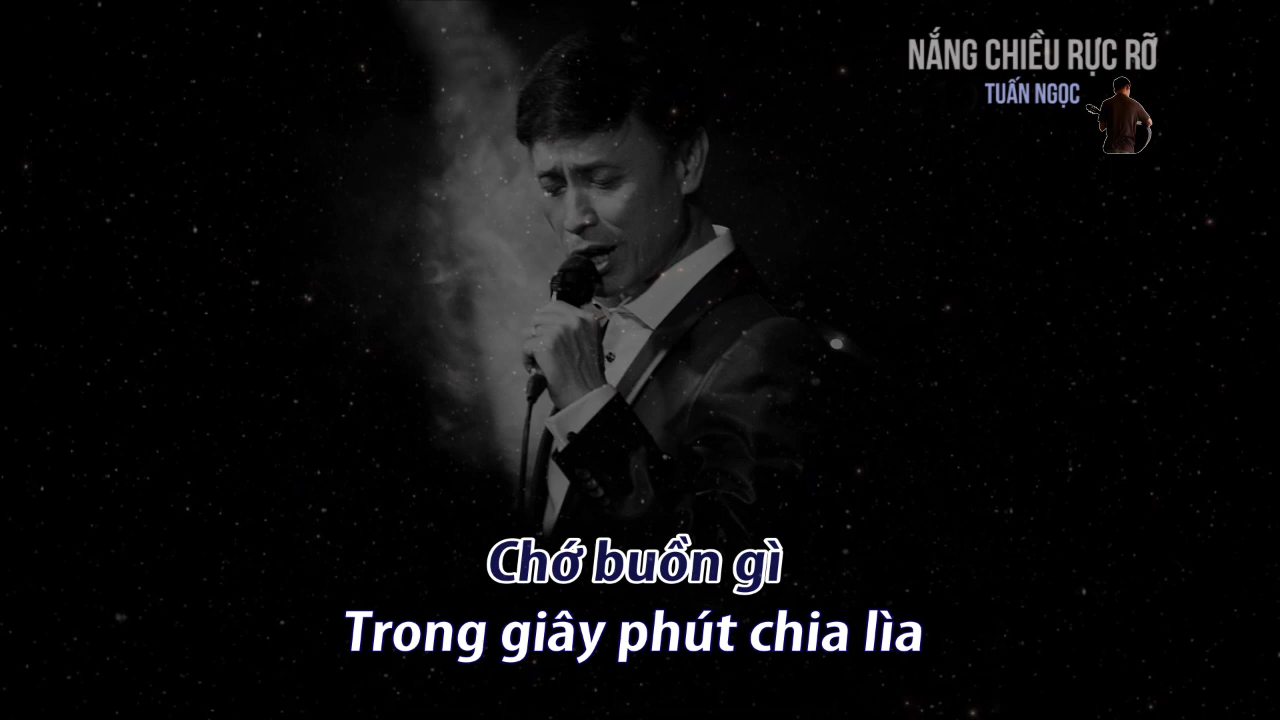 NẮNG CHIỀU RỰC RỠ
TUẤN NGỌC
Chớ buồn gì
Trong giây phút chia lìa